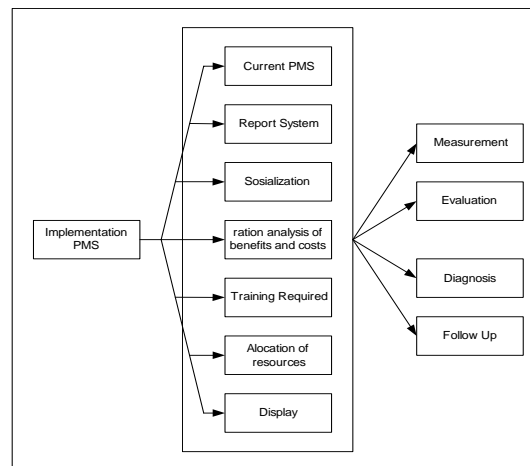 Implementation
PMS
Current PMS
Report System
Sosialization
ration analysis of
benefits and costs
Training Required
Alocation of
resources
Display
Measurement
Evaluation
Diagnosis
Follow Up